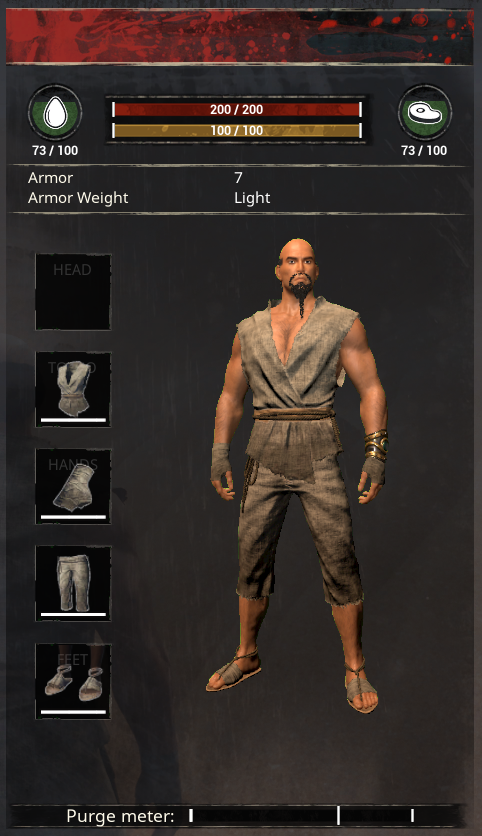 200 / 200
100 / 100
73 / 100
73 / 100
Armor 7
Armor Weight Light
HEAD
HANDS
FEET
Purge meter: